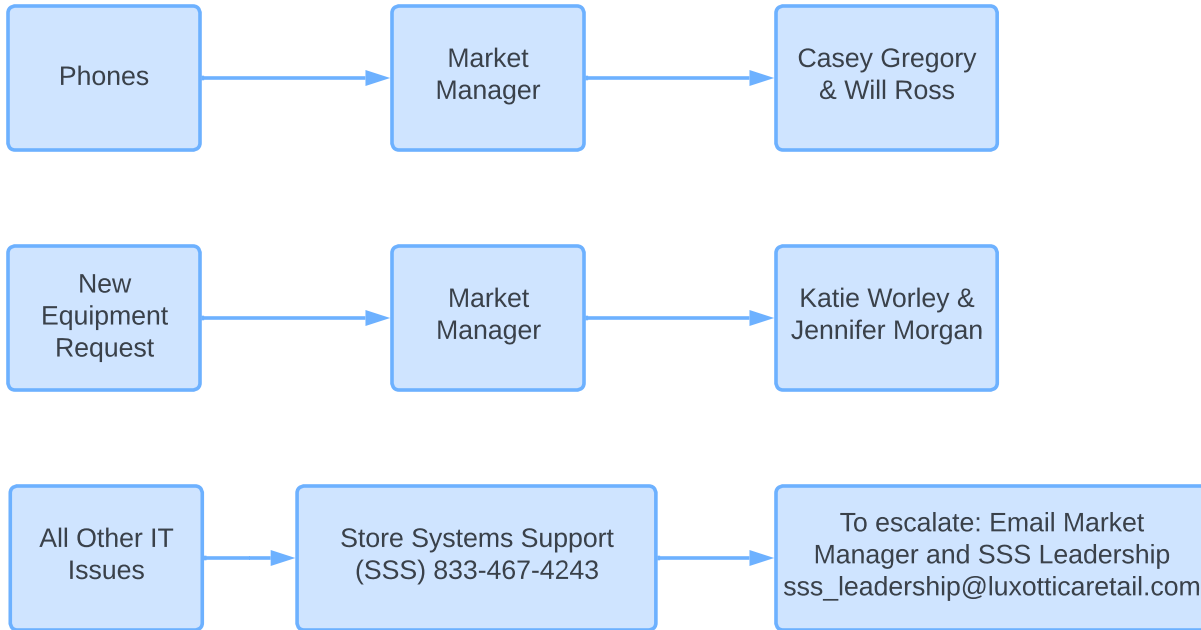 Phones
Market
Manager
Casey Gregory
& Will Ross
New
Equipment
Request
Market
Manager
Katie Worley &
Jennifer Morgan
All Other IT
Issues
Store Systems Support
(SSS) 833-467-4243
To escalate: Email Market
Manager and SSS Leadership
sss_leadership@luxotticaretail.com